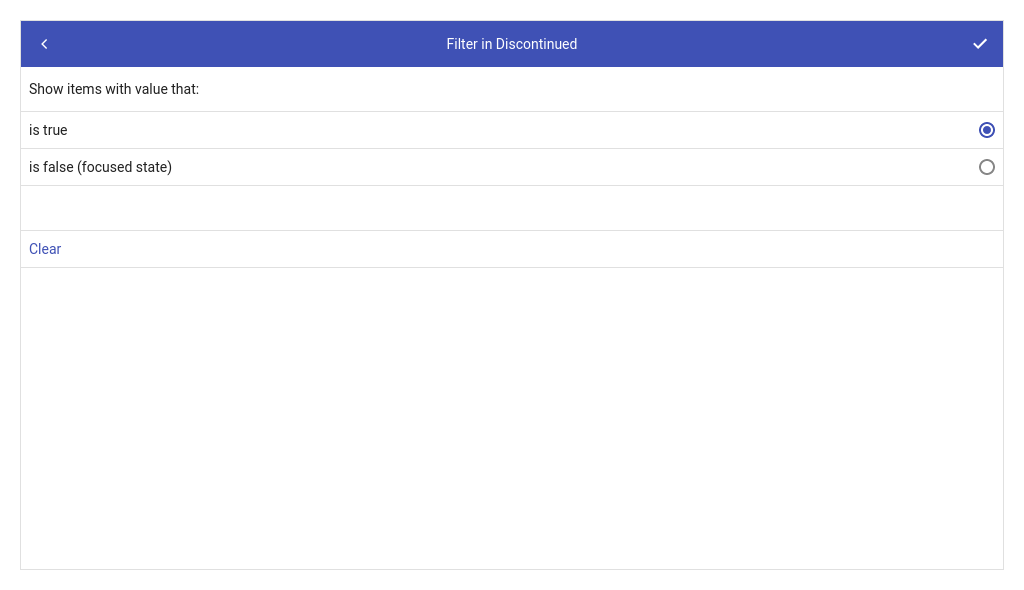 Filter in Discontinued
Show items with value that:
is true
is false (focused state)
Clear